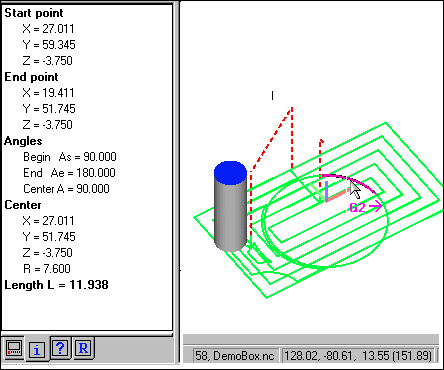 Start point
X = 27.011
Y = 59.345
Z = -3.750
End point
X = 19.411
Y = 51.745
Z = -3.750
Angles
Begin As = 90.000
End Ae = 180.000
Center A = 90.000
Center
X = 27.011
Y = 51.745
Z = -3.750
R = 7.600
Length L = 11.938
G2
i ? R
58, DemoBox.nc
128.02, -80.61, 13.55 (151.89)